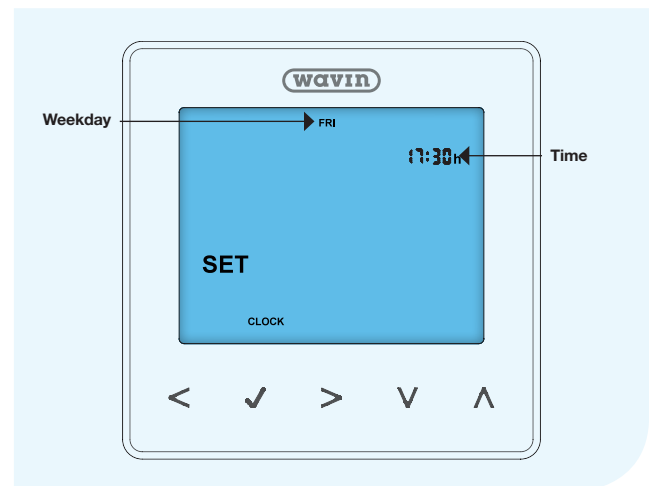 wavin
Weekday
FRI
17:30h
Time
SET
CLOCK